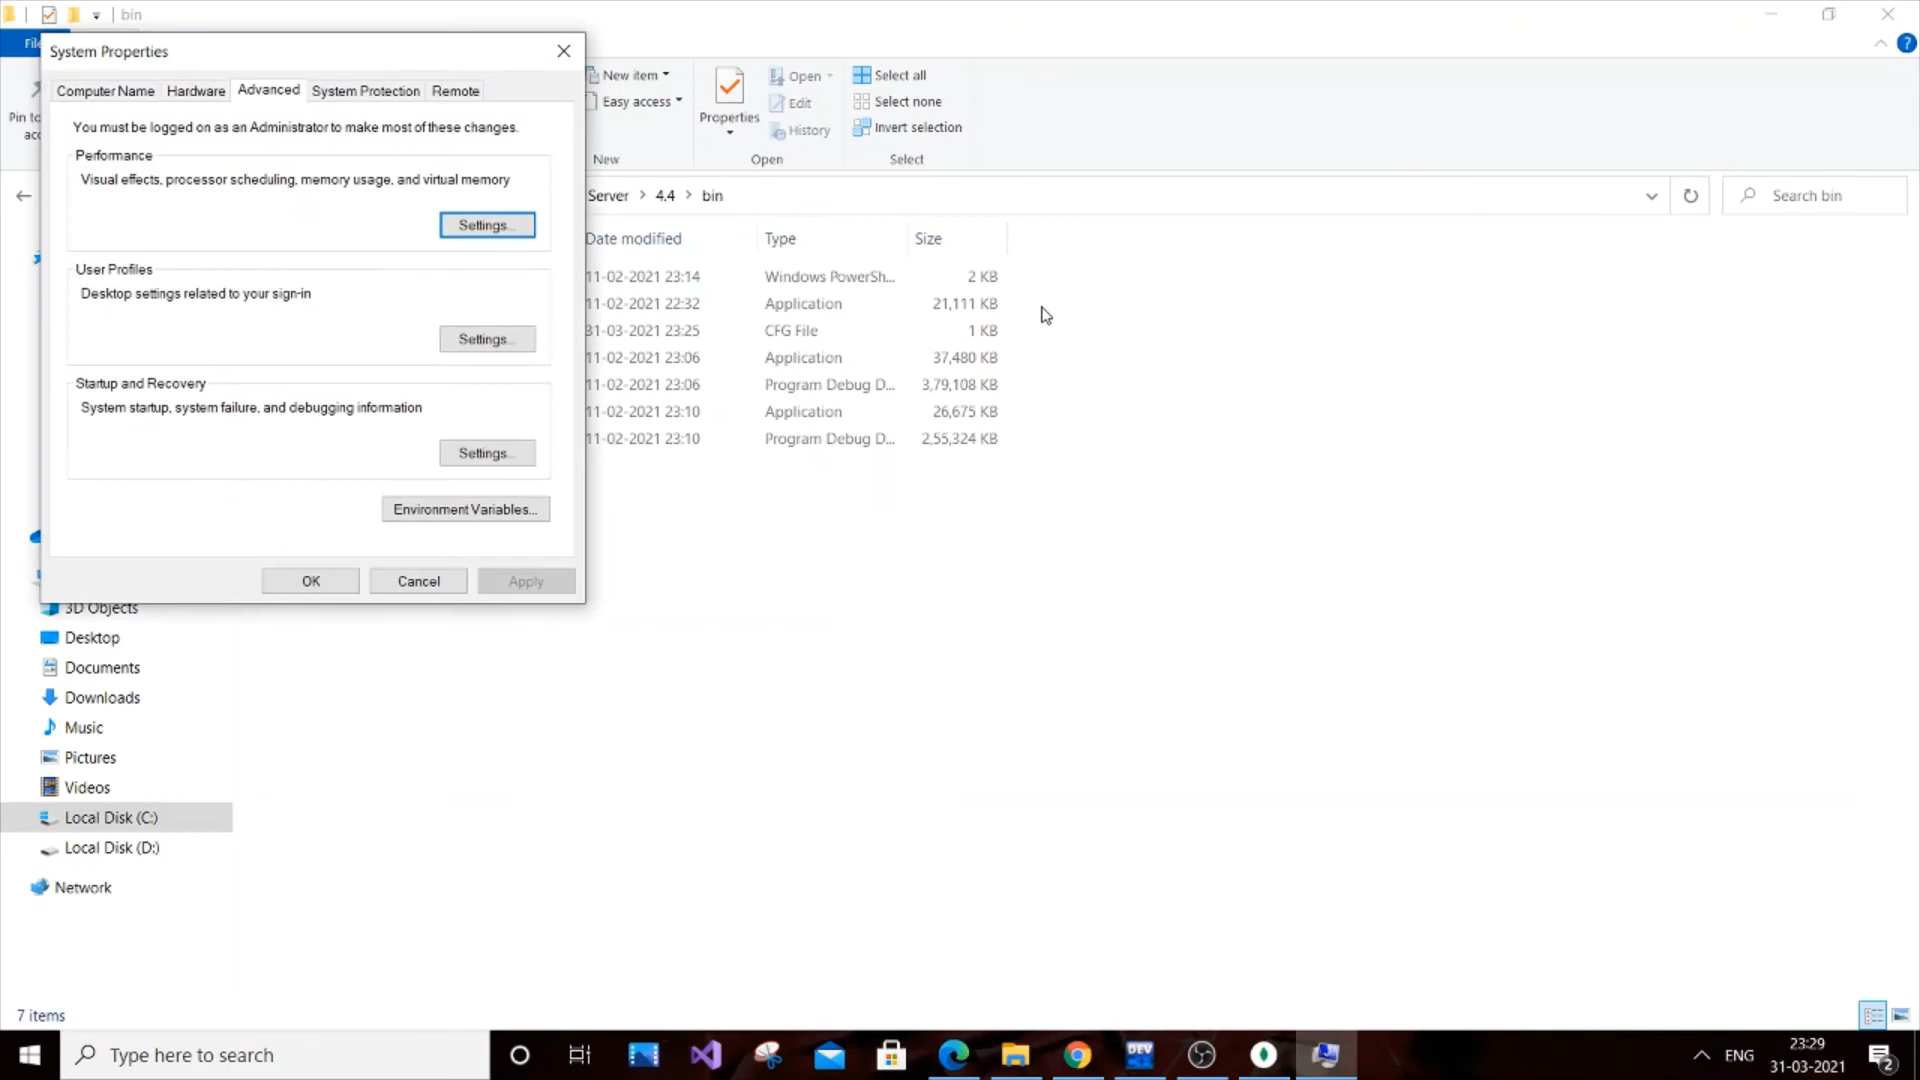 bin
System Properties
Computer Name Hardware Advanced System Protection Remote
You must be logged on as an Administrator to make most of these changes.
Performance
Visual effects, processor scheduling, memory usage, and virtual memory
Settings...
User Profiles
Desktop settings related to your sign-in
Settings...
Startup and Recovery
System startup, system failure, and debugging information
Settings...
Environment Variables...
OK Cancel Apply
New item
Easy access
New
Properties
Open
Edit
History
Open
Select all
Select none
Invert selection
Select
Server 4.4 bin
Search bin
Date modified Type Size
11-02-2021 23:14 Windows PowerSh... 2 KB
11-02-2021 22:32 Application 21,111 KB
31-03-2021 23:25 CFG File 1 KB
11-02-2021 23:06 Application 37,480 KB
11-02-2021 23:06 Program Debug D... 3,79,108 KB
11-02-2021 23:10 Application 26,675 KB
11-02-2021 23:10 Program Debug D... 2,55,324 KB
3D Objects
Desktop
Documents
Downloads
Music
Pictures
Videos
Local Disk (C:)
Local Disk (D:)
Network
7 items
Type here to search
DEV
ENG
23:29
31-03-2021
2